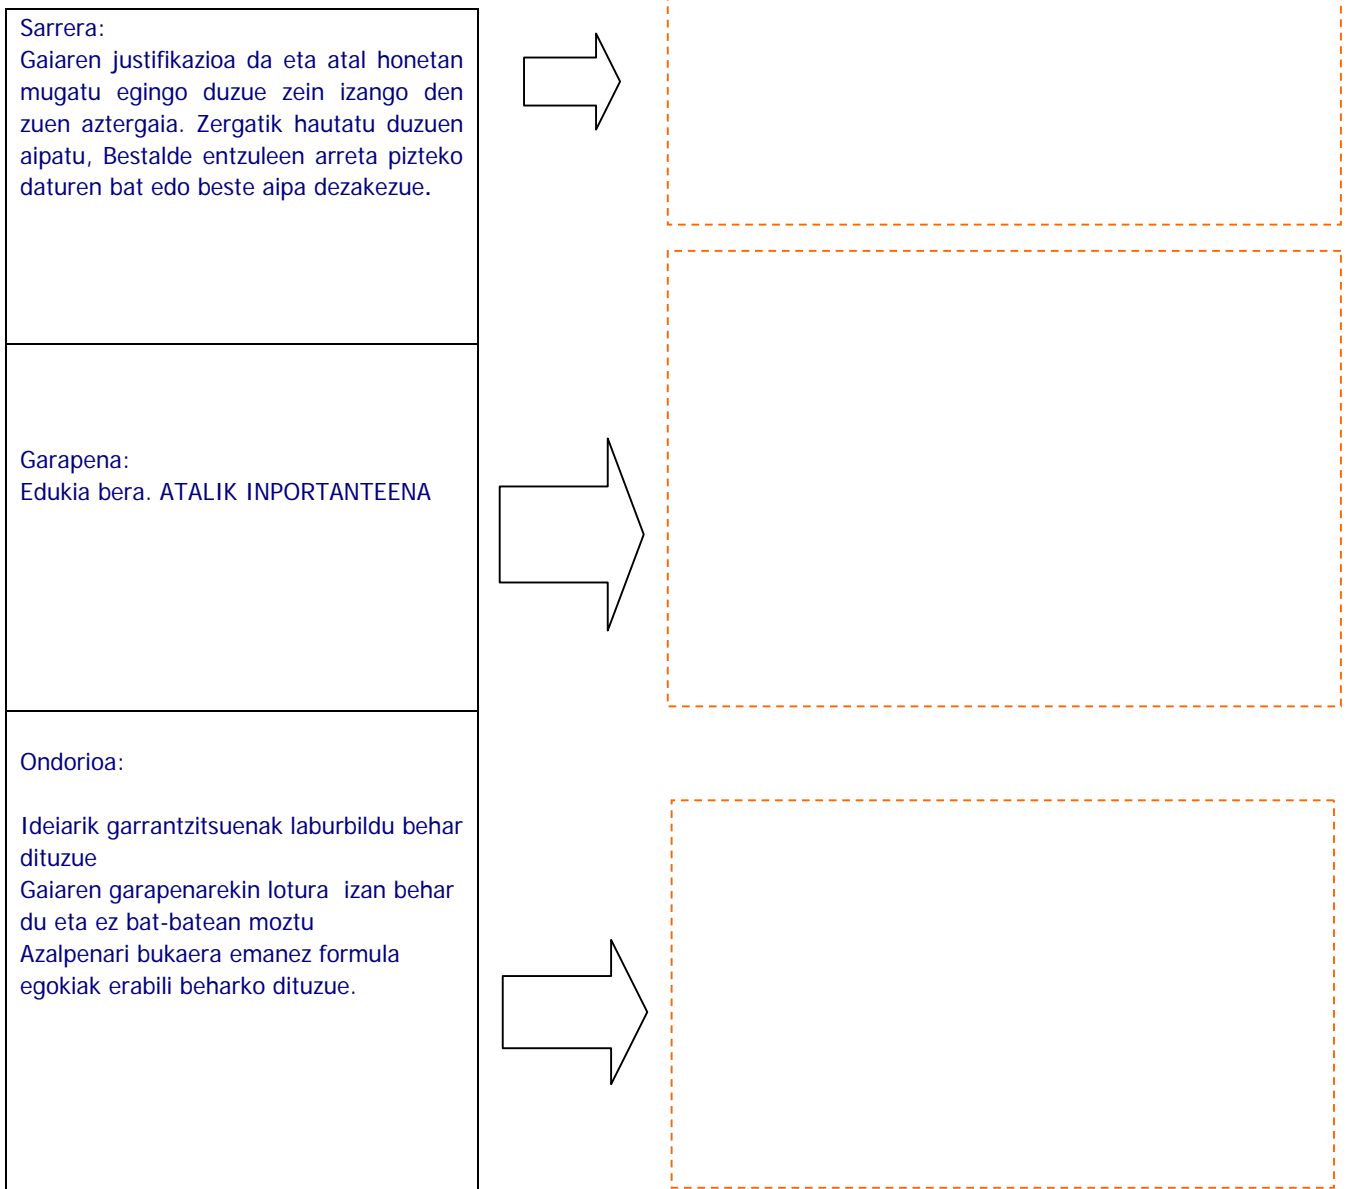 Sarrera:
Gaiaren justifikazioa da eta atal honetan
mugatu egingo duzue zein izango den
zuen aztergaia. Zergatik hautatu duzuen
aipatu, Bestalde entzuleen arreta pizteko
daturen bat edo beste aipa dezakezue.
Garapena:
Edukia bera. ATALIK INPORTANTEENA
Ondorioa:
Ideiarik garrantzitsuenak laburbildu behar
dituzue
Gaiaren garapenarekin lotura izan behar
du eta ez bat-batean moztu
Azalpenari bukaera emanez formula
egokiak erabili beharko dituzue.